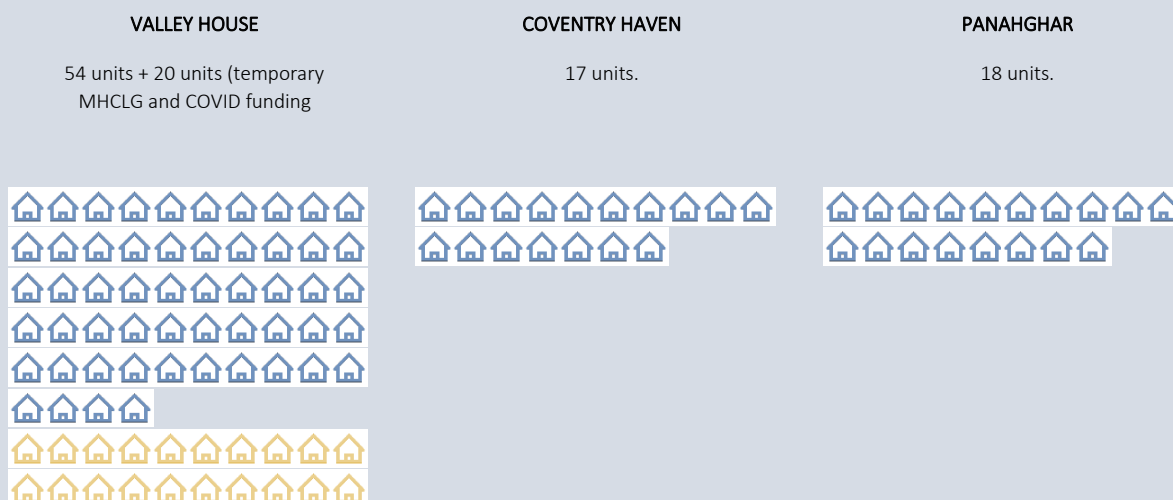 VALLEY HOUSE
54 units + 20 units (temporary
MHCLG and COVID funding
COVENTRY HAVEN
17 units.
PANAHGHAR
18 units.